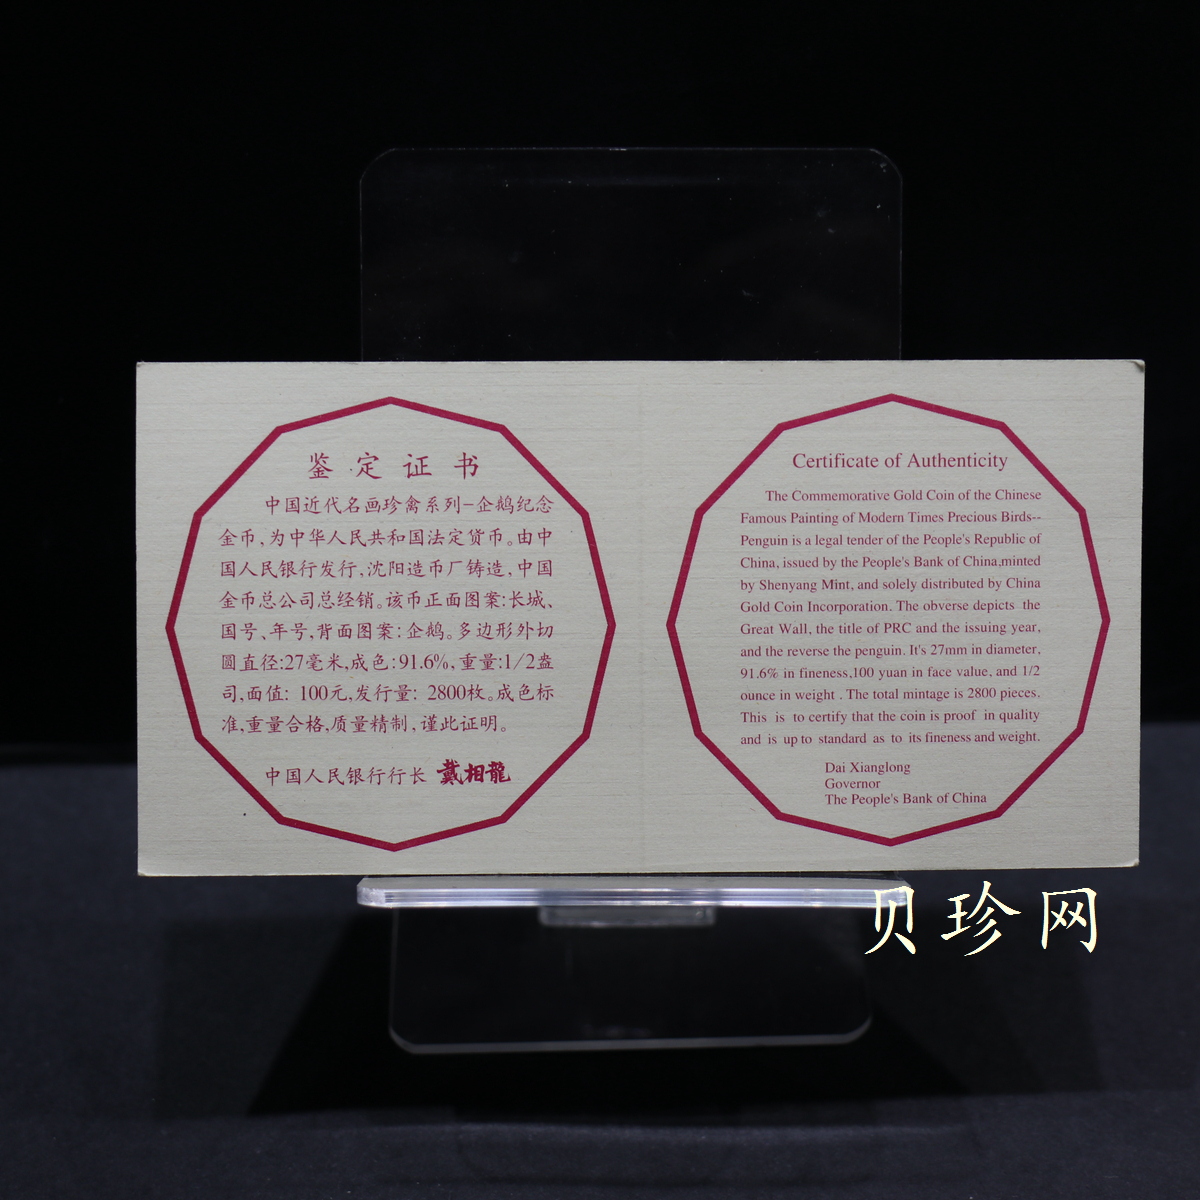 鉴定证书
中国近代名画珍禽系列-企鹅纪念
金币,为中华人民共和国法定货币。由中
国人民银行发行,沈阳造币厂铸造,中国
金币总公司总经销。该币正面图案:长城、
国号、年号,背面图案:企鹅。多边形外切
圆直径:27毫米,成色:91.6%,重量:1/2盎
司,面值: 100元,发行量: 2800枚。成色标
准,重量合格,质量精制,谨此证明。
中国人民银行行长 戴相龍
Certificate of Authenticity
The Commemorative Gold Coin of the Chinese
Famous Painting of Modern Times Precious Birds--
Penguin is a legal tender of the People's Republic of
China, issued by the People's Bank of China,minted
by Shenyang Mint, and solely distributed by China
Gold Coin Incorporation. The obverse depicts the
Great Wall, the title of PRC and the issuing year,
and the reverse the penguin. It's 27mm in diameter,
91.6% in fineness,100 yuan in face value, and 1/2
ounce in weight . The total mintage is 2800 pieces.
This is to certify that the coin is proof in quality
and is up to standard as to its fineness and weight.
Dai Xianglong
Governor
The People's Bank of China
贝珍网